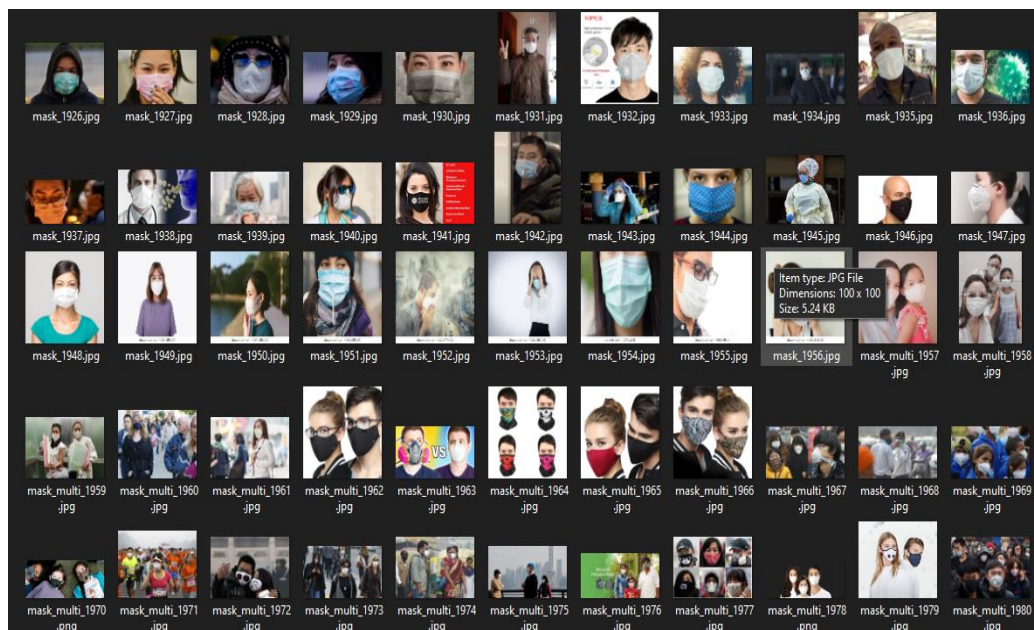 TOPICS
mask_1926.jpg mask_1927.jpg mask_1928.jpg mask_1929.jpg mask_1930.jpg mask_1931.jpg mask_1932.jpg mask_1933.jpg mask_1934.jpg mask_1935.jpg mask_1936.jpg
mask_1937.jpg mask_1938.jpg mask_1939.jpg mask_1940.jpg mask_1941.jpg mask_1942.jpg mask_1943.jpg mask_1944.jpg mask_1945.jpg mask_1946.jpg mask_1947.jpg
Item type: JPG File
Dimensions: 100 x 100
Size: 5.24 KB
mask_1948.jpg mask_1949.jpg mask_1950.jpg mask_1951.jpg mask_1952.jpg mask_1953.jpg mask_1954.jpg mask_1955.jpg mask_1956.jpg mask_multi_1957 mask_multi_1958
.jpg .jpg
VS
mask_multi_1959 mask_multi_1960 mask_multi_1961 mask_multi_1962 mask_multi_1963 mask_multi_1964 mask_multi_1965 mask_multi_1966 mask_multi_1967 mask_multi_1968 mask_multi_1969
.jpg .jpg .jpg .jpg .jpg .jpg .jpg .jpg .jpg .jpg .jpg
mask_multi_1970 mask_multi_1971 mask_multi_1972 mask_multi_1973 mask_multi_1974 mask_multi_1975 mask_multi_1976 mask_multi_1977 mask_multi_1978 mask_multi_1979 mask_multi_1980
.png .jpg .jpg .jpg .jpg .jpg .jpg .jpg .png .jpg .jpg